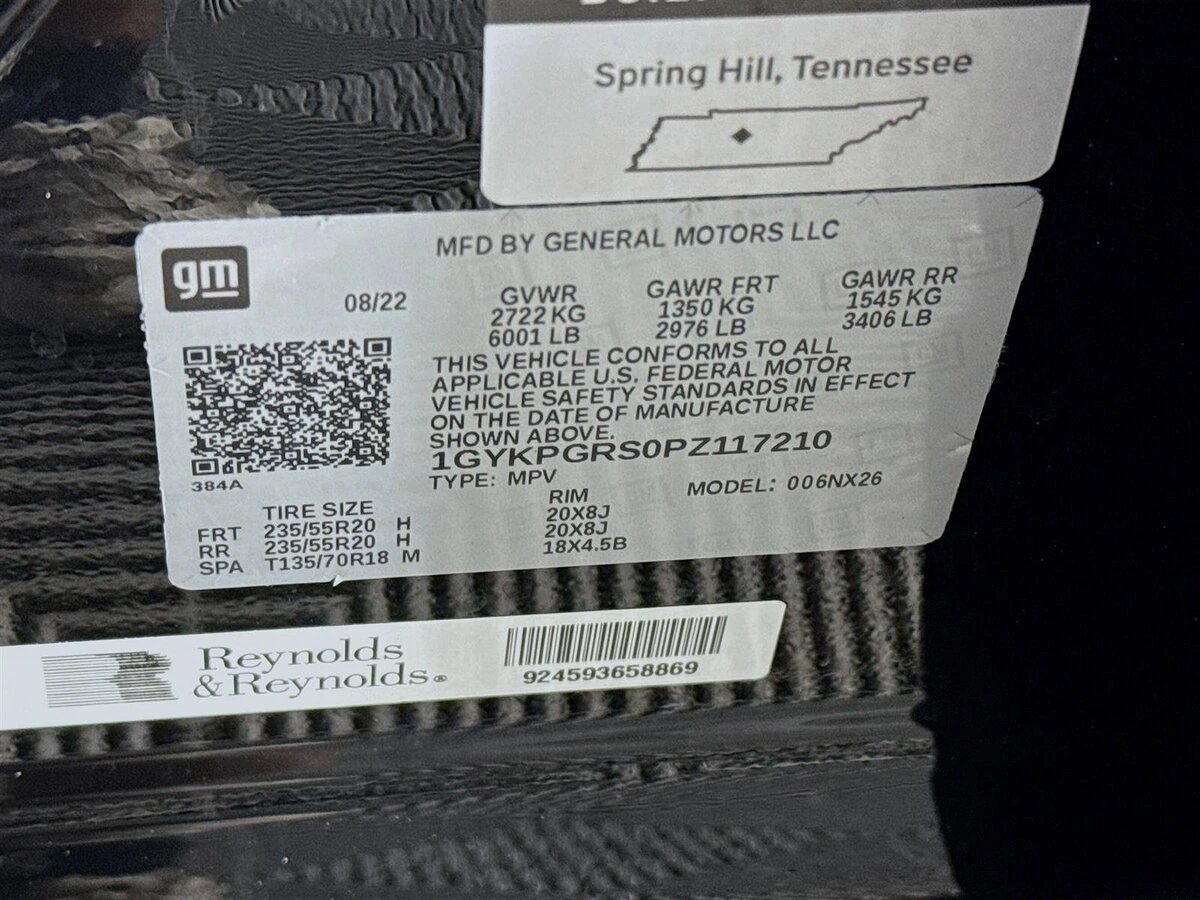 Spring Hill, Tennessee
gm
MFD BY GENERAL MOTORS LLC
08/22
GVWR GAWR FRT GAWR RR
2722 KG 1350 KG 1545 KG
6001 LB 2976 LB 3406 LB
THIS VEHICLE CONFORMS TO ALL
APPLICABLE U.S. FEDERAL MOTOR
VEHICLE SAFETY STANDARDS IN EFFECT
ON THE DATE OF MANUFACTURE
SHOWN ABOVE.
1GYKPGRS0PZ117210
384A
TYPE: MPV MODEL: 006NX26
TIRE SIZE RIM
FRT 235/55R20 H 20X8J
RR 235/55R20 H 20X8J
SPA T135/70R18 M 18X4.5B
Reynolds
&Reynolds®
924593658869